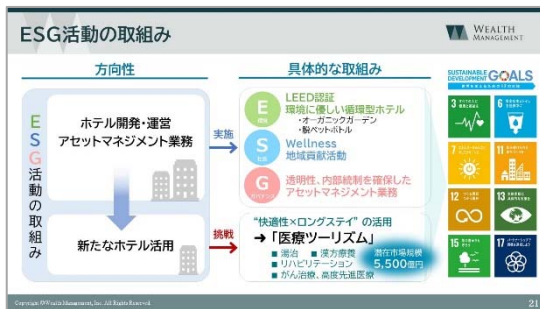 ESG活動の取組み
WEALTH
MANAGEMENT
方向性
具体的な取組み
SUSTAINABLE
DEVELOPMENT
GOALS
ESG活動の取組み
ホテル開発・運営
アセットマネジメント業務
新たなホテル活用
実施
挑戦
E
LEED認証
環境に優しい循環型ホテル
・オーガニックガーデン
・脱ペットボトル
S
Wellness
地域貢献活動
G
透明性、内部統制を確保した
アセットマネジメント業務
“快適性×ロングステイ”の活用
→「医療ツーリズム」
■ 湯治 ■ 漢方療養
■ リハビリテーション
■ がん治療、高度先進医療
潜在市場規模
5,500億円
3
6
7
11
12
13
15
17
Copyright ©Wealth Management, Inc. All Rights Reserved
21